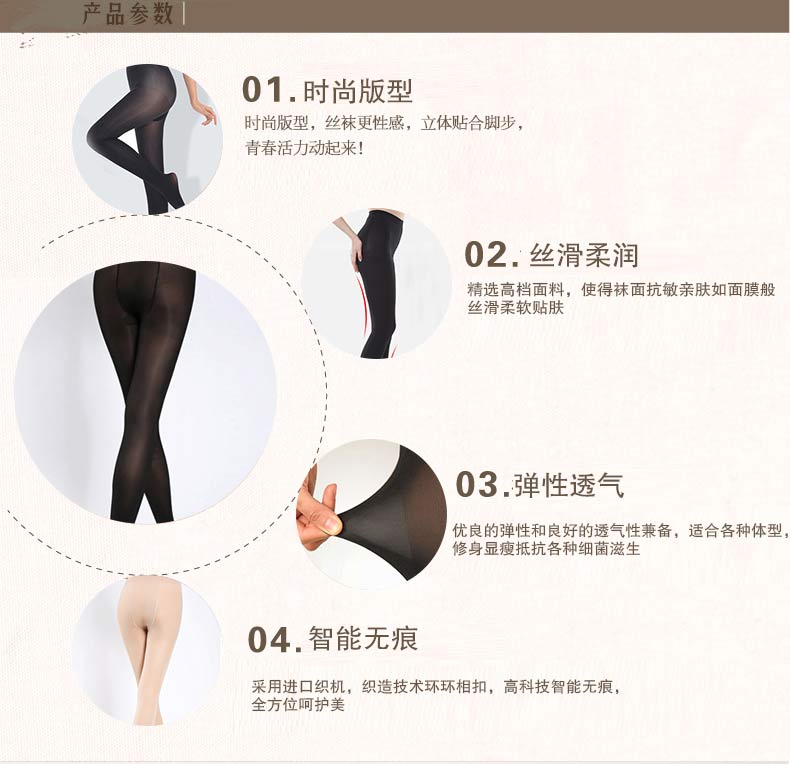 产品参数
01.时尚版型
时尚版型，丝袜更性感，立体贴合脚步，
青春活力动起来！
02.丝滑柔润
精选高档面料，使得袜面抗敏亲肤如面膜般
丝滑柔软贴肤
03.弹性透气
优良的弹性和良好的透气性兼备，适合各种体型，
修身显瘦抵抗各种细菌滋生
04.智能无痕
采用进口织机，织造技术环环相扣，高科技智能无痕，
全方位呵护美